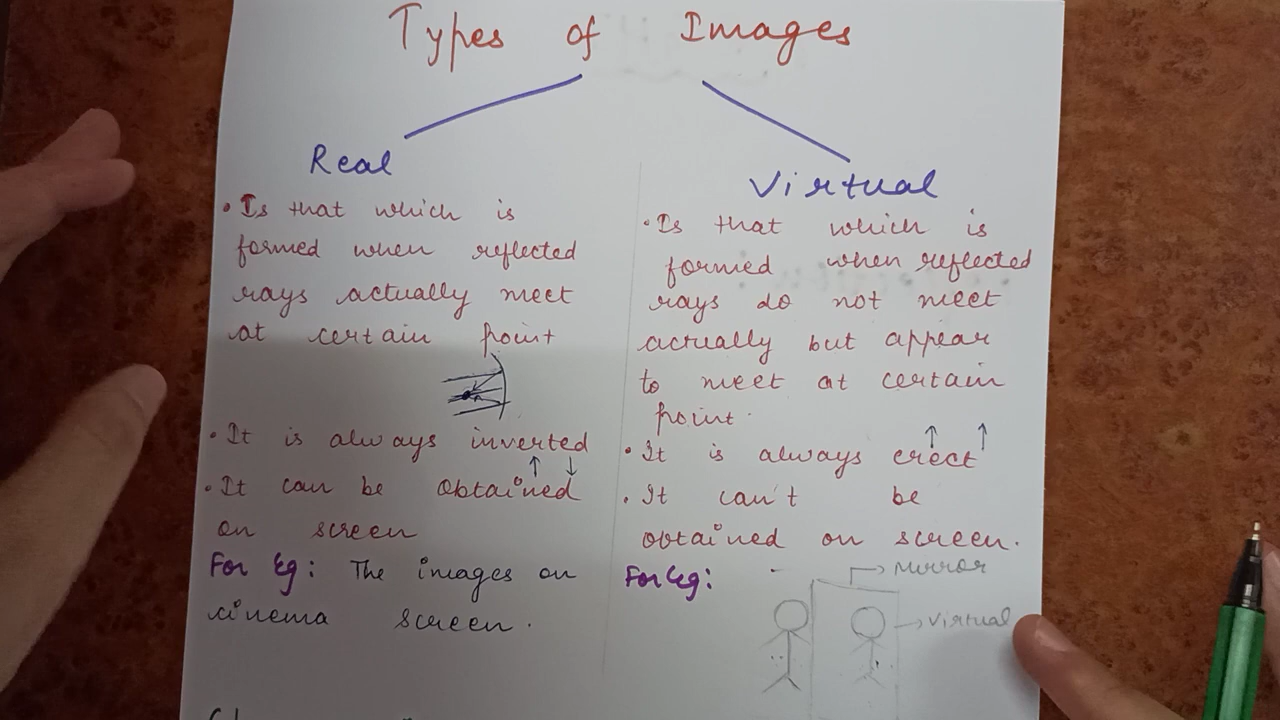 Types of Images
Real
• Is that which is
formed when reflected
rays actually meet
at certain point
• It is always inverted
• It can be obtained
on screen
For Eg: The images on
cinema screen.
Virtual
• Is that which is
formed when reflected
rays do not meet
actually but appear
to meet at certain
point.
• It is always erect
• It can't be
obtained on screen.
For Eg:
Mirror
Virtual